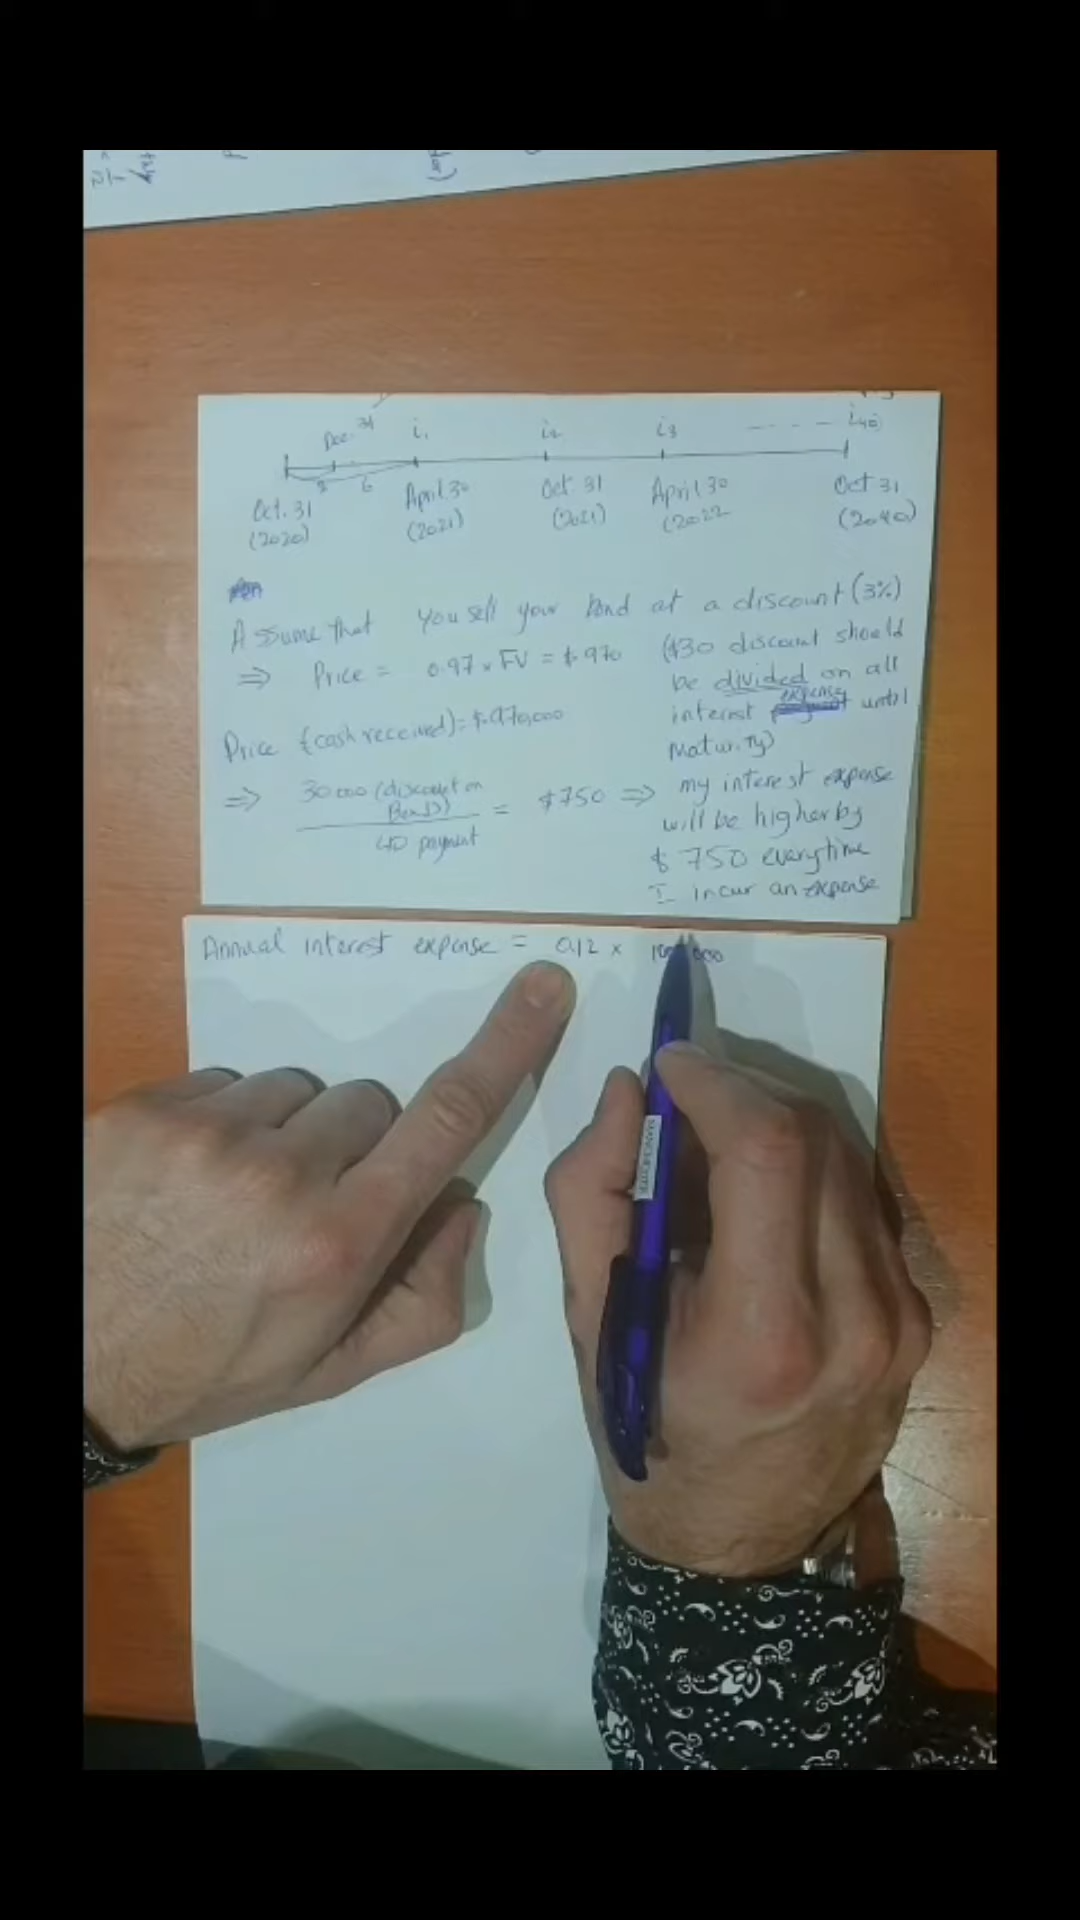 Dec. 31 i1 i2 i3 - - - - i40
2 6
Oct. 31 April 30 Oct 31 April 30 Oct 31
(2020) (2021) (2021) (2022 (2040)
Assume that you sell your bond at a discount (3%)
⇒ Price = 0.97 × FV = $ 970 ($30 discount should
be divided on all
interest expense until
maturity)
Price (cash received) = $ 970,000
⇒ 30 000 (discount on Bonds) / 40 payment = $ 750 ⇒ my interest expense
will be higher by
$ 750 everytime
I incur an expense
Annual interest expense = 0.12 ×
MANCHESTER